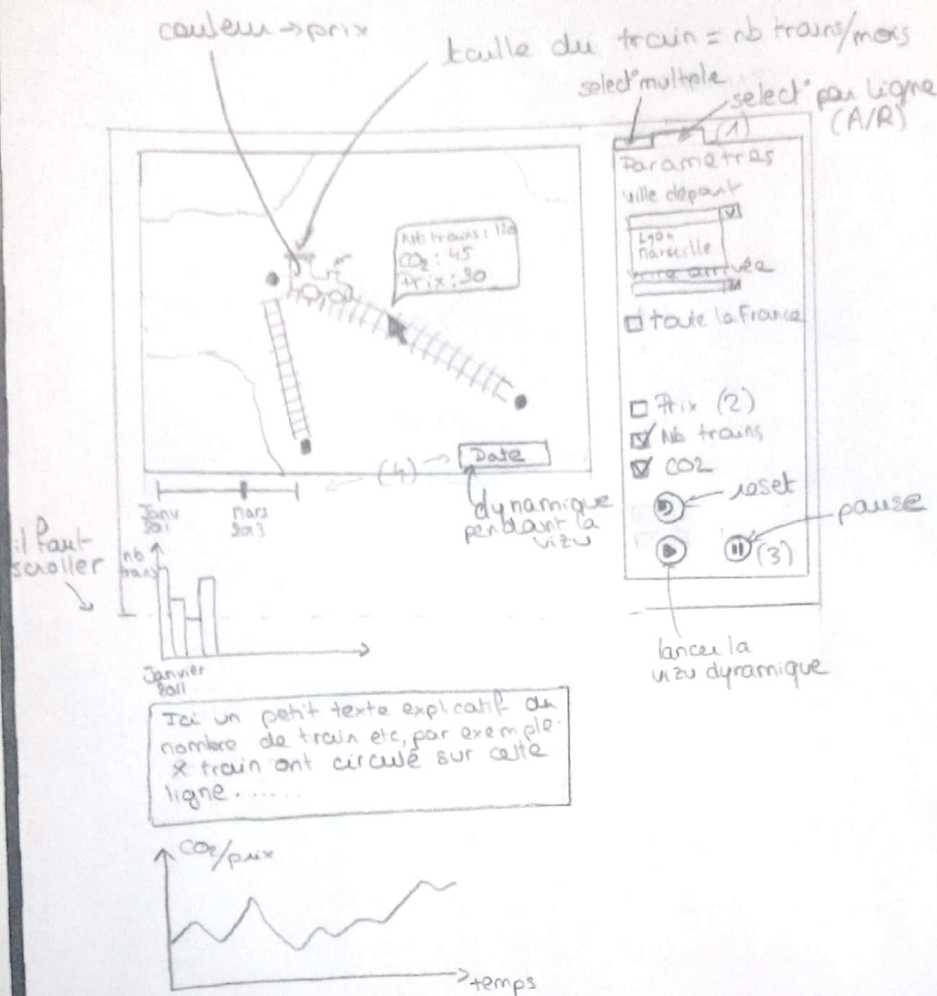 couleur → prix
taille du train = nb trains/mois
select° multiple
select° par ligne
(A/R)
(1)
Paramètres
ville départ
Lyon
Marseille
ville arrivée
toute la France
Prix (2)
Nb trains
CO2
reset
pause
(3)
lancer la
vizu dynamique
Nb trains :
CO2 : 45
Prix : 30
Date
(4)
dynamique
pendant la
vizu
Janv
2011
mars
2013
il faut
scroller
nb
trains
Janvier
2011
Ici un petit texte explicatif du
nombre de train etc, par exemple
X train ont circulé sur cette
ligne.......
CO2/prix
temps